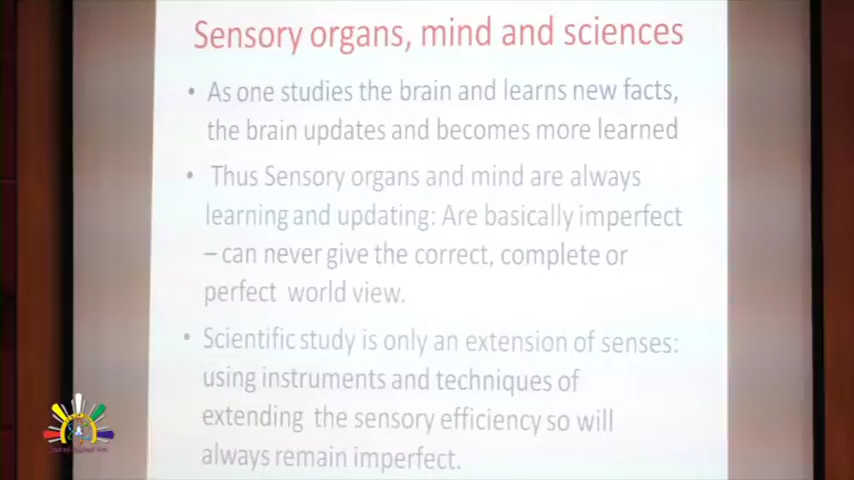 Sensory organs, mind and sciences
• As one studies the brain and learns new facts,
the brain updates and becomes more learned
• Thus Sensory organs and mind are always
learning and updating: Are basically imperfect
– can never give the correct, complete or
perfect world view.
• Scientific study is only an extension of senses:
using instruments and techniques of
extending the sensory efficiency so will
always remain imperfect.